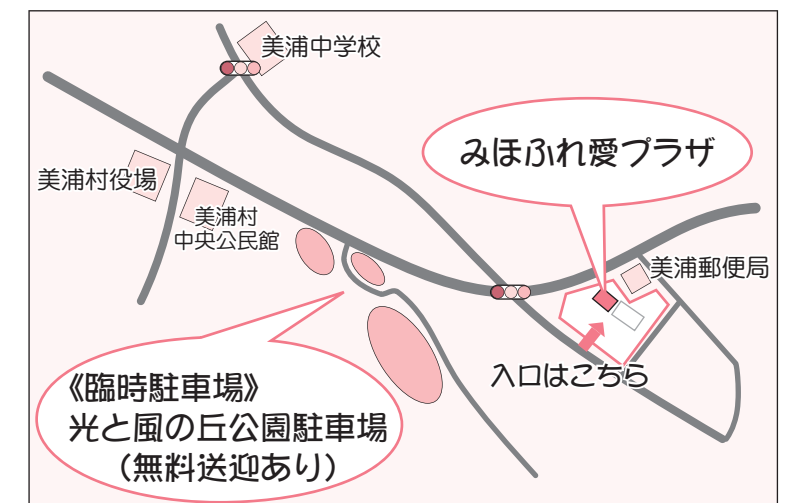 美浦中学校
みほふれ愛プラザ
美浦村役場
美浦村
中央公民館
美浦郵便局
入口はこちら
《臨時駐車場》
光と風の丘公園駐車場
（無料送迎あり）